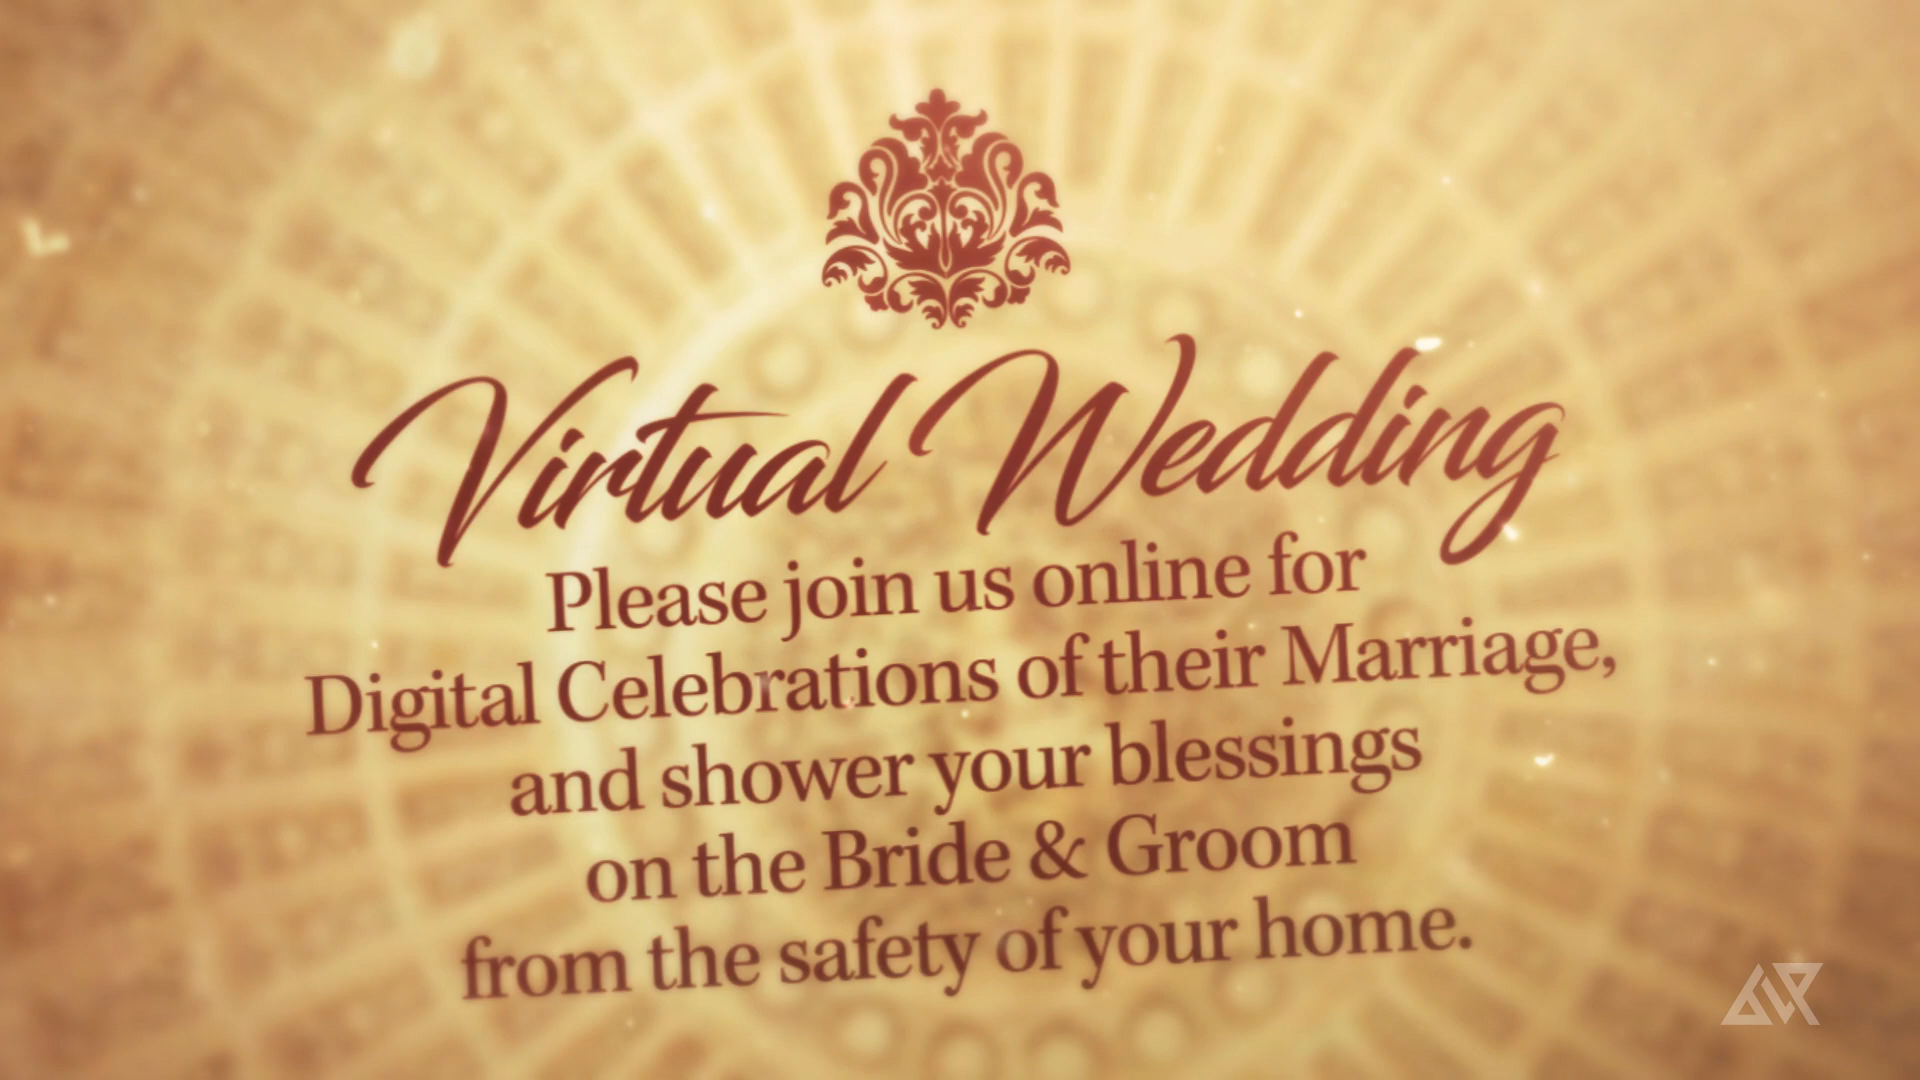 Virtual Wedding
Please join us online for
Digital Celebrations of their Marriage,
and shower your blessings
on the Bride & Groom
from the safety of your home.